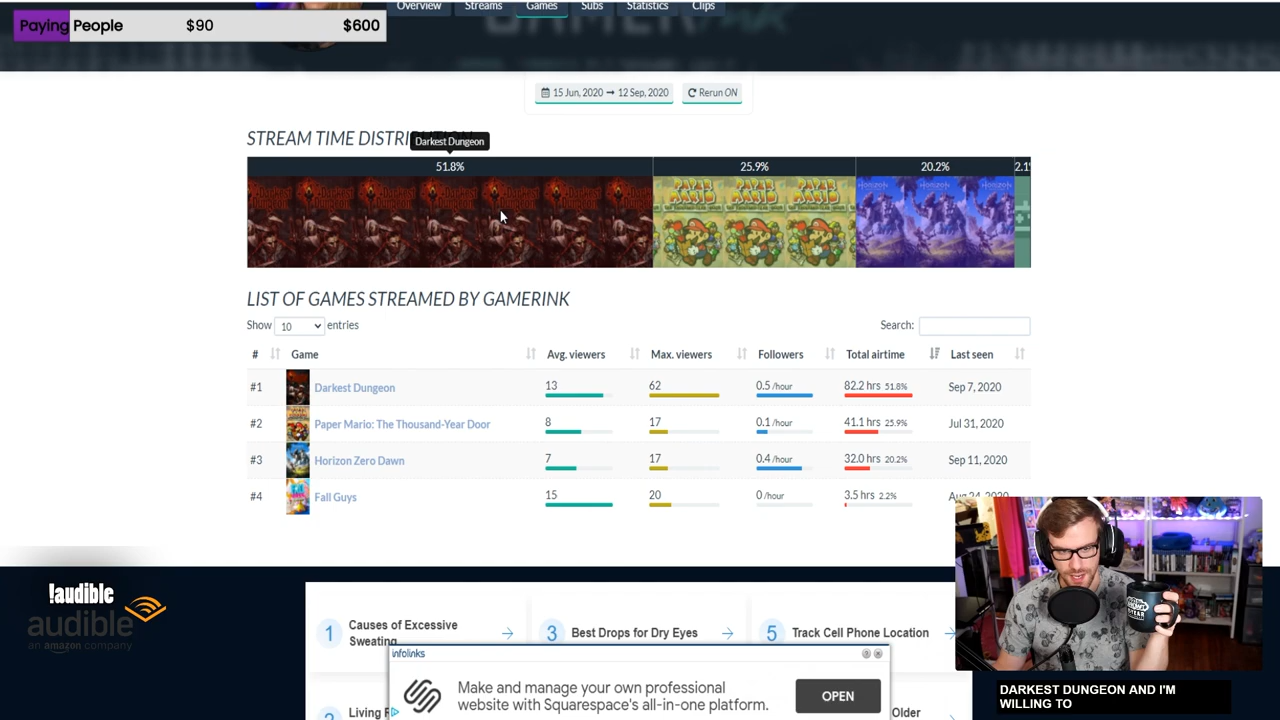 Overview Streams Games Subs Statistics Clips
Paying People $90 $600
15 Jun, 2020 → 12 Sep, 2020 Rerun ON
STREAM TIME DISTRI
Darkest Dungeon
51.8% 25.9% 20.2% 2.1
LIST OF GAMES STREAMED BY GAMERINK
Show 10 entries Search:
# Game Avg. viewers Max. viewers Followers Total airtime Last seen
#1 Darkest Dungeon 13 62 0.5 /hour 82.2 hrs 51.8% Sep 7, 2020
#2 Paper Mario: The Thousand-Year Door 8 17 0.1 /hour 41.1 hrs 25.9% Jul 31, 2020
#3 Horizon Zero Dawn 7 17 0.4 /hour 32.0 hrs 20.2% Sep 11, 2020
#4 Fall Guys 15 20 0 /hour 3.5 hrs 2.2% Aug 24, 2020
!audible
audible
an amazon company
1 Causes of Excessive Sweating
3 Best Drops for Dry Eyes
5 Track Cell Phone Location
infolinks
Make and manage your own professional
website with Squarespace's all-in-one platform.
OPEN
2 Living
Older
DARKEST DUNGEON AND I'M
WILLING TO